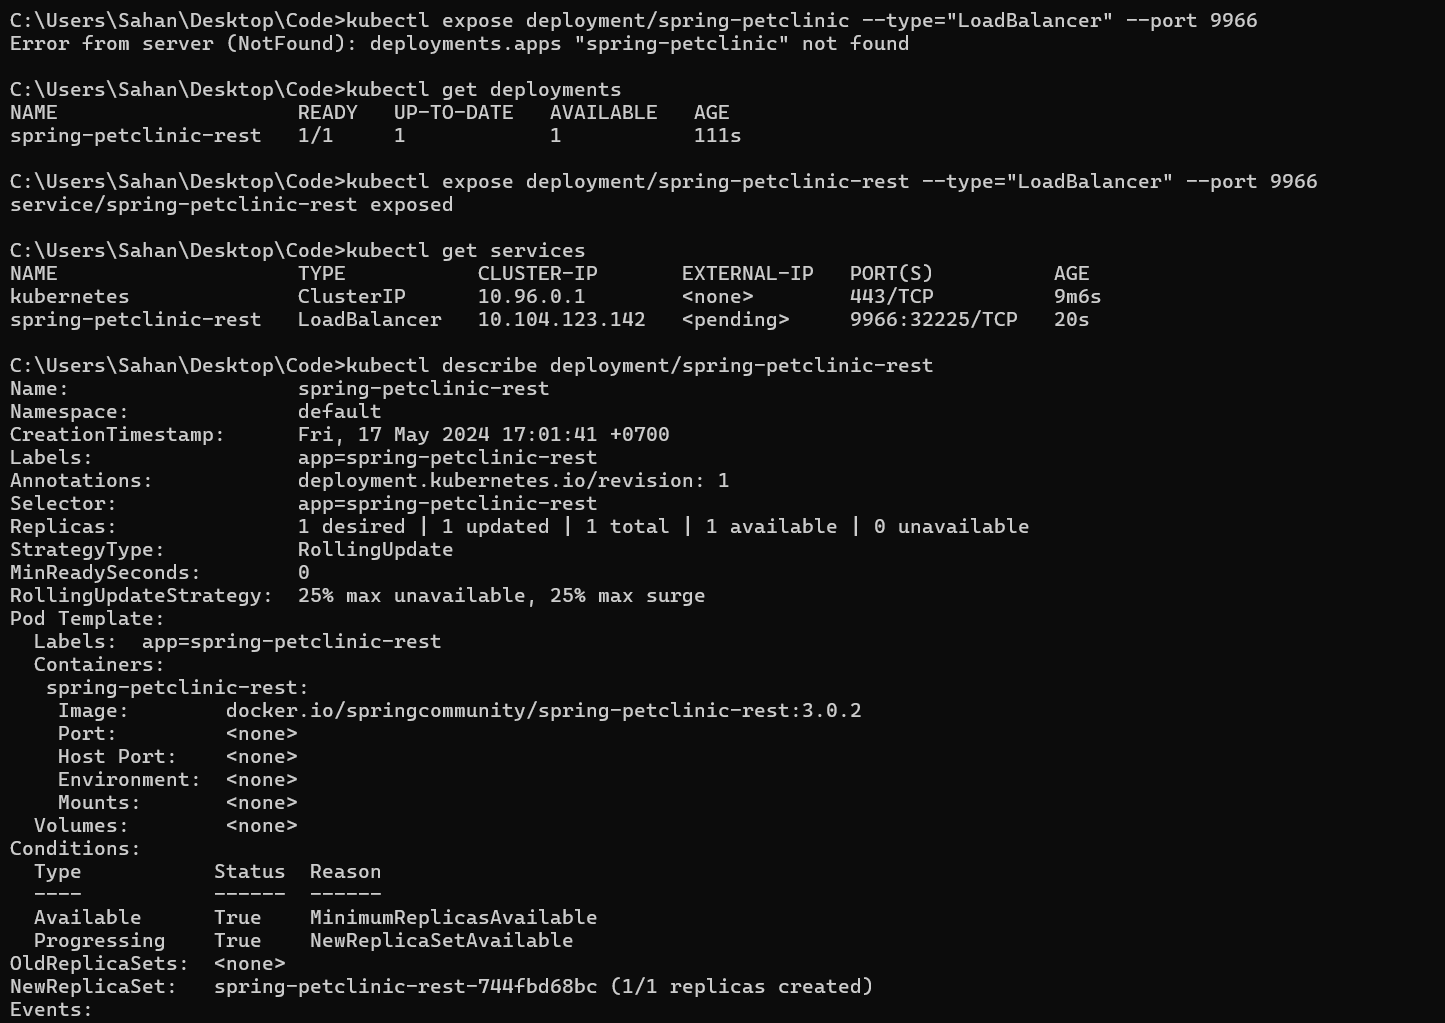 C:\Users\Sahan\Desktop\Code>kubectl expose deployment/spring-petclinic --type="LoadBalancer" --port 9966
Error from server (NotFound): deployments.apps "spring-petclinic" not found

C:\Users\Sahan\Desktop\Code>kubectl get deployments
NAME                    READY   UP-TO-DATE   AVAILABLE   AGE
spring-petclinic-rest   1/1     1            1           111s

C:\Users\Sahan\Desktop\Code>kubectl expose deployment/spring-petclinic-rest --type="LoadBalancer" --port 9966
service/spring-petclinic-rest exposed

C:\Users\Sahan\Desktop\Code>kubectl get services
NAME                    TYPE           CLUSTER-IP       EXTERNAL-IP   PORT(S)          AGE
kubernetes              ClusterIP      10.96.0.1        <none>        443/TCP          9m6s
spring-petclinic-rest   LoadBalancer   10.104.123.142   <pending>     9966:32225/TCP   20s

C:\Users\Sahan\Desktop\Code>kubectl describe deployment/spring-petclinic-rest
Name:                   spring-petclinic-rest
Namespace:              default
CreationTimestamp:      Fri, 17 May 2024 17:01:41 +0700
Labels:                 app=spring-petclinic-rest
Annotations:            deployment.kubernetes.io/revision: 1
Selector:               app=spring-petclinic-rest
Replicas:               1 desired | 1 updated | 1 total | 1 available | 0 unavailable
StrategyType:           RollingUpdate
MinReadySeconds:        0
RollingUpdateStrategy:  25% max unavailable, 25% max surge
Pod Template:
  Labels:  app=spring-petclinic-rest
  Containers:
   spring-petclinic-rest:
    Image:        docker.io/springcommunity/spring-petclinic-rest:3.0.2
    Port:         <none>
    Host Port:    <none>
    Environment:  <none>
    Mounts:       <none>
  Volumes:        <none>
Conditions:
  Type           Status  Reason
  ----           ------  ------
  Available      True    MinimumReplicasAvailable
  Progressing    True    NewReplicaSetAvailable
OldReplicaSets:  <none>
NewReplicaSet:   spring-petclinic-rest-744fbd68bc (1/1 replicas created)
Events: